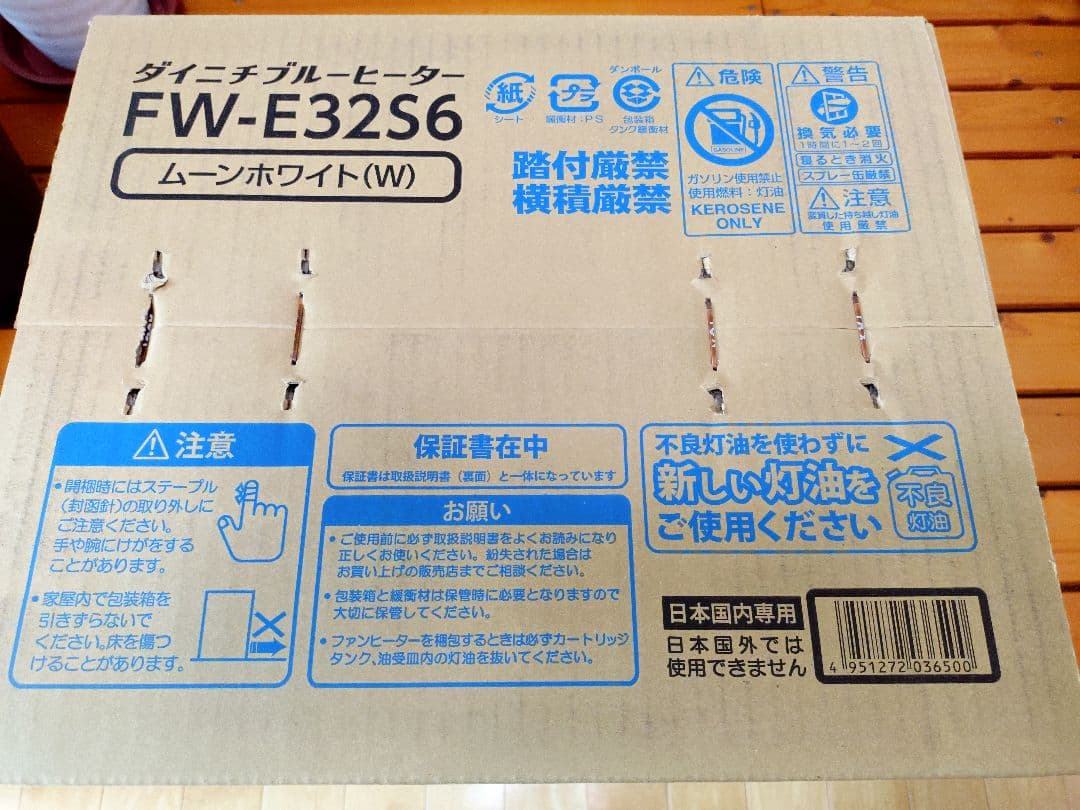 ダイニチブルーヒーター
FW-E32S6
ムーンホワイト(W)
紙
シート
プラ
緩衝材:PS
ダンボール
包装箱
タンク緩衝材
踏付厳禁
横積厳禁
危険
GASOLINE
ガソリン使用禁止
使用燃料:灯油
KEROSENE
ONLY
警告
換気必要
1時間に1~2回
寝るとき消火
スプレー缶厳禁
注意
変質した持ち越し灯油
使用厳禁
注意
・開梱時にはステープル
(封函針)の取り外しに
ご注意ください。
手や腕にけがをする
ことがあります。
・家屋内で包装箱を
引きずらないで
ください。床を傷つ
けることがあります。
保証書在中
保証書は取扱説明書(裏面)と一体になっています
お願い
・ご使用前に必ず取扱説明書をよくお読みになり
正しくお使いください。紛失された場合は
お買い上げの販売店までご相談ください。
・包装箱と緩衝材は保管時に必要となりますので
大切に保管してください。
・ファンヒーターを梱包するときは必ずカートリッジ
タンク、油受皿内の灯油を抜いてください。
不良灯油を使わずに
新しい灯油を
ご使用ください
不良
灯油
日本国内専用
日本国外では
使用できません
4 951272 036500